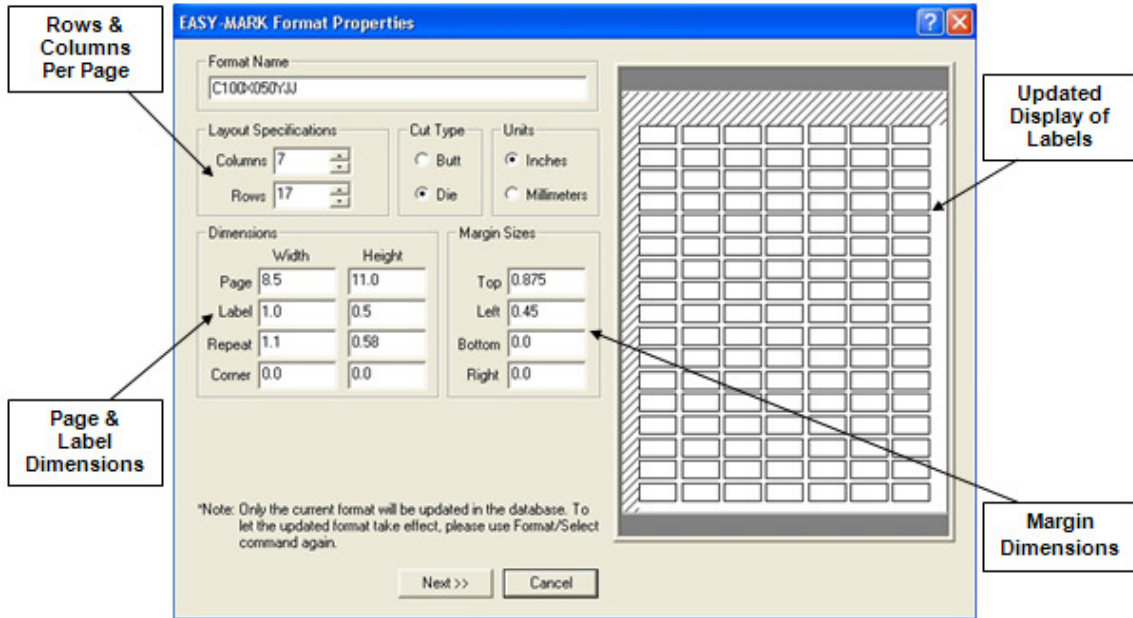 Rows &
Columns
Per Page
EASY-MARK Format Properties
Format Name
C100X050YJJ
Layout Specifications
Columns 7
Rows 17
Cut Type
Butt
Die
Units
Inches
Millimeters
Updated
Display of
Labels
Dimensions
Width Height
Page 8.5 11.0
Label 1.0 0.5
Repeat 1.1 0.58
Corner 0.0 0.0
Margin Sizes
Top 0.875
Left 0.45
Bottom 0.0
Right 0.0
Page &
Label
Dimensions
*Note: Only the current format will be updated in the database. To
let the updated format take effect, please use Format/Select
command again.
Margin
Dimensions
Next >>
Cancel